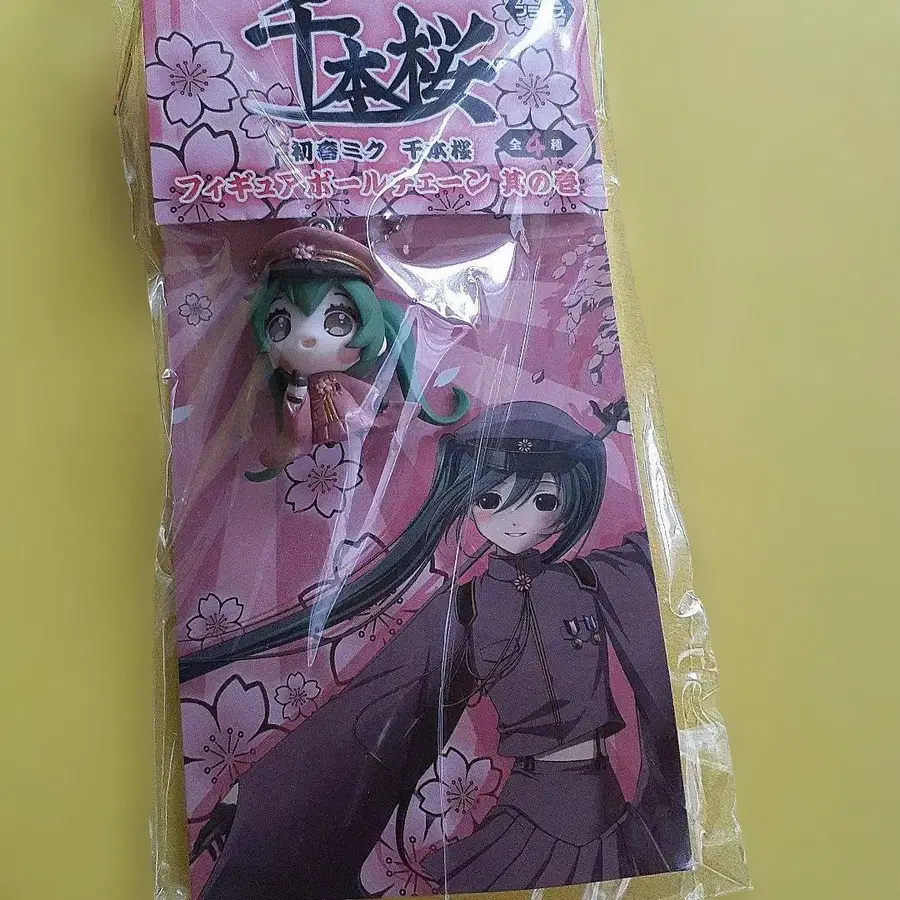 千本桜
初音ミク 千本桜
全4種
フィギュアボールチェーン 其の壱